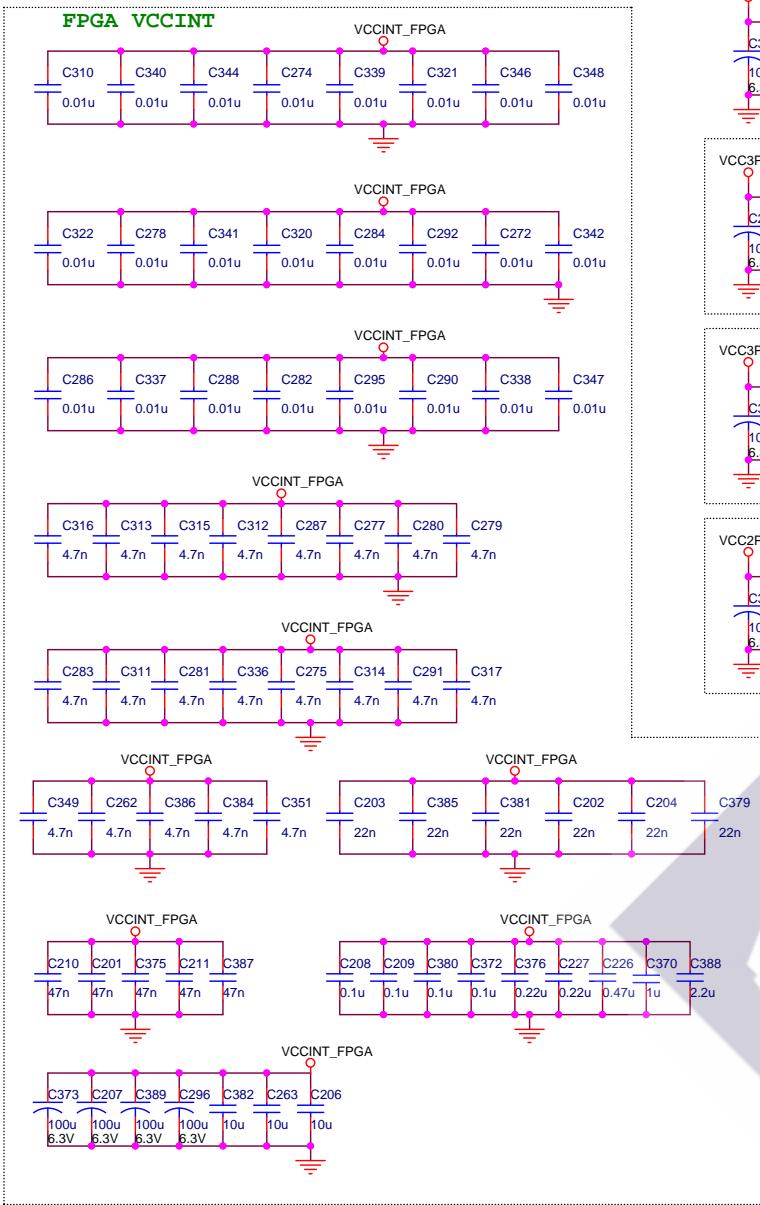 FPGA VCCINT
VCCINT_FPGA
C310 C340 C344 C274 C339 C321 C346 C348
0.01u 0.01u 0.01u 0.01u 0.01u 0.01u 0.01u 0.01u
VCCINT_FPGA
C322 C278 C341 C320 C284 C292 C272 C342
0.01u 0.01u 0.01u 0.01u 0.01u 0.01u 0.01u 0.01u
VCCINT_FPGA
C286 C337 C288 C282 C295 C290 C338 C347
0.01u 0.01u 0.01u 0.01u 0.01u 0.01u 0.01u 0.01u
VCCINT_FPGA
C316 C313 C315 C312 C287 C277 C280 C279
4.7n 4.7n 4.7n 4.7n 4.7n 4.7n 4.7n 4.7n
VCCINT_FPGA
C283 C311 C281 C336 C275 C314 C291 C317
4.7n 4.7n 4.7n 4.7n 4.7n 4.7n 4.7n 4.7n
VCCINT_FPGA
C349 C262 C386 C384 C351
4.7n 4.7n 4.7n 4.7n 4.7n
VCCINT_FPGA
C203 C385 C381 C202 C204 C379
22n 22n 22n 22n 22n 22n
VCCINT_FPGA
C210 C201 C375 C211 C387
47n 47n 47n 47n 47n
VCCINT_FPGA
C208 C209 C380 C372 C376 C227 C226 C370 C388
0.1u 0.1u 0.1u 0.1u 0.22u 0.22u 0.47u 1u 2.2u
VCCINT_FPGA
C373 C207 C389 C296 C382 C263 C206
100u 100u 100u 100u 10u 10u 10u
6.3V 6.3V 6.3V 6.3V